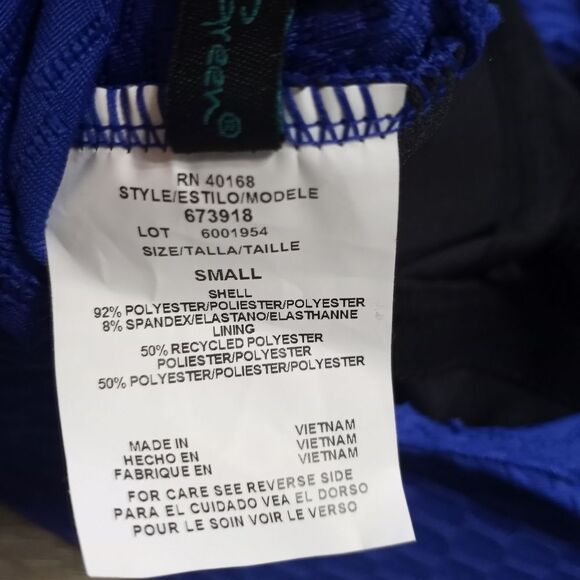 Green®
RN 40168
STYLE/ESTILO/MODELE
673918
LOT 6001954
SIZE/TALLA/TAILLE
SMALL
SHELL
92% POLYESTER/POLIESTER/POLYESTER
8% SPANDEX/ELASTANO/ELASTHANNE
LINING
50% RECYCLED POLYESTER
POLIESTER/POLYESTER
50% POLYESTER/POLIESTER/POLYESTER
MADE IN VIETNAM
HECHO EN VIETNAM
FABRIQUE EN VIETNAM
FOR CARE SEE REVERSE SIDE
PARA EL CUIDADO VEA EL DORSO
POUR LE SOIN VOIR LE VERSO